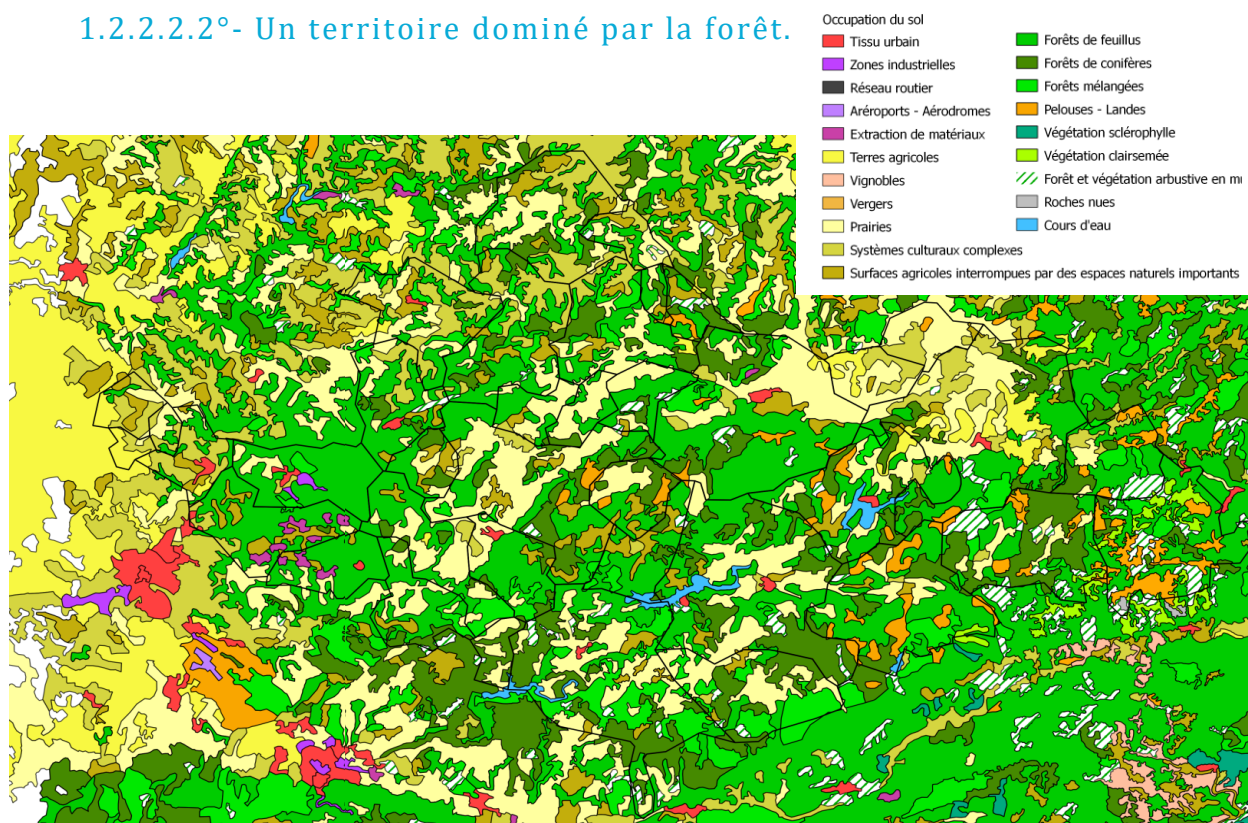 1.2.2.2.2°- Un territoire dominé par la forêt.
Occupation du sol
Tissu urbain
Zones industrielles
Réseau routier
Aréroports - Aérodromes
Extraction de matériaux
Terres agricoles
Vignobles
Vergers
Prairies
Systèmes culturaux complexes
Surfaces agricoles interrompues par des espaces naturels importants
Forêts de feuillus
Forêts de conifères
Forêts mélangées
Pelouses - Landes
Végétation sclérophylle
Végétation clairsemée
Forêt et végétation arbustive en
Roches nues
Cours d'eau